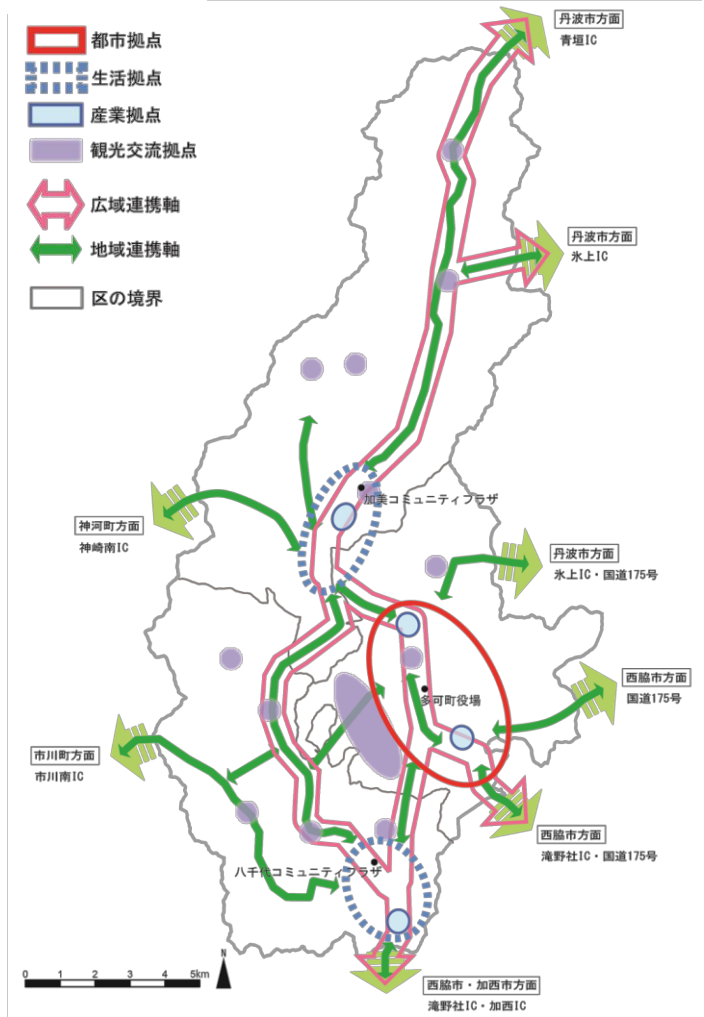 都市拠点
生活拠点
産業拠点
観光交流拠点
広域連携軸
地域連携軸
区の境界
丹波市方面
青垣IC
丹波市方面
氷上IC
加美コミュニティプラザ
神河町方面
神崎南IC
丹波市方面
氷上IC・国道175号
西脇市方面
国道175号
多可町役場
市川町方面
市川南IC
西脇市方面
滝野社IC・国道175号
八千代コミュニティプラザ
西脇市・加西市方面
滝野社IC・加西IC
N
0 1 2 3 4 5km